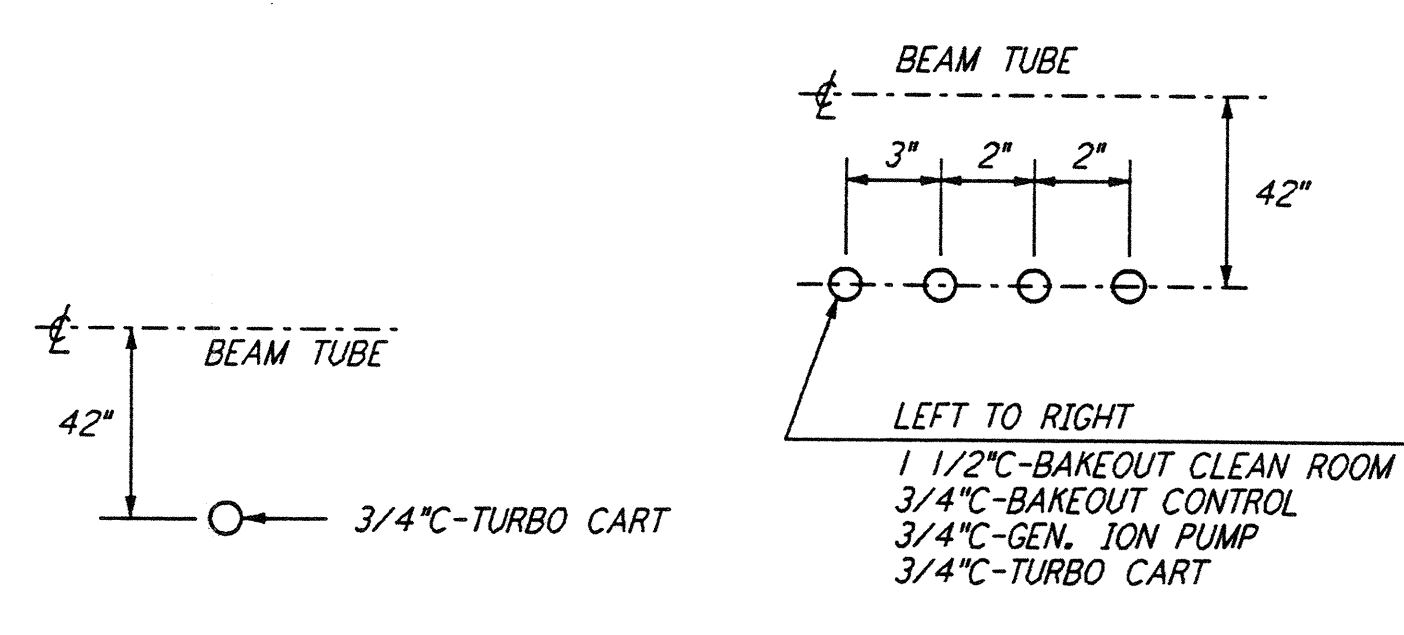 BEAM TUBE
℄
3" 2" 2"
42"
℄
BEAM TUBE
42"
3/4"C-TURBO CART
LEFT TO RIGHT
1 1/2"C-BAKEOUT CLEAN ROOM
3/4"C-BAKEOUT CONTROL
3/4"C-GEN. ION PUMP
3/4"C-TURBO CART